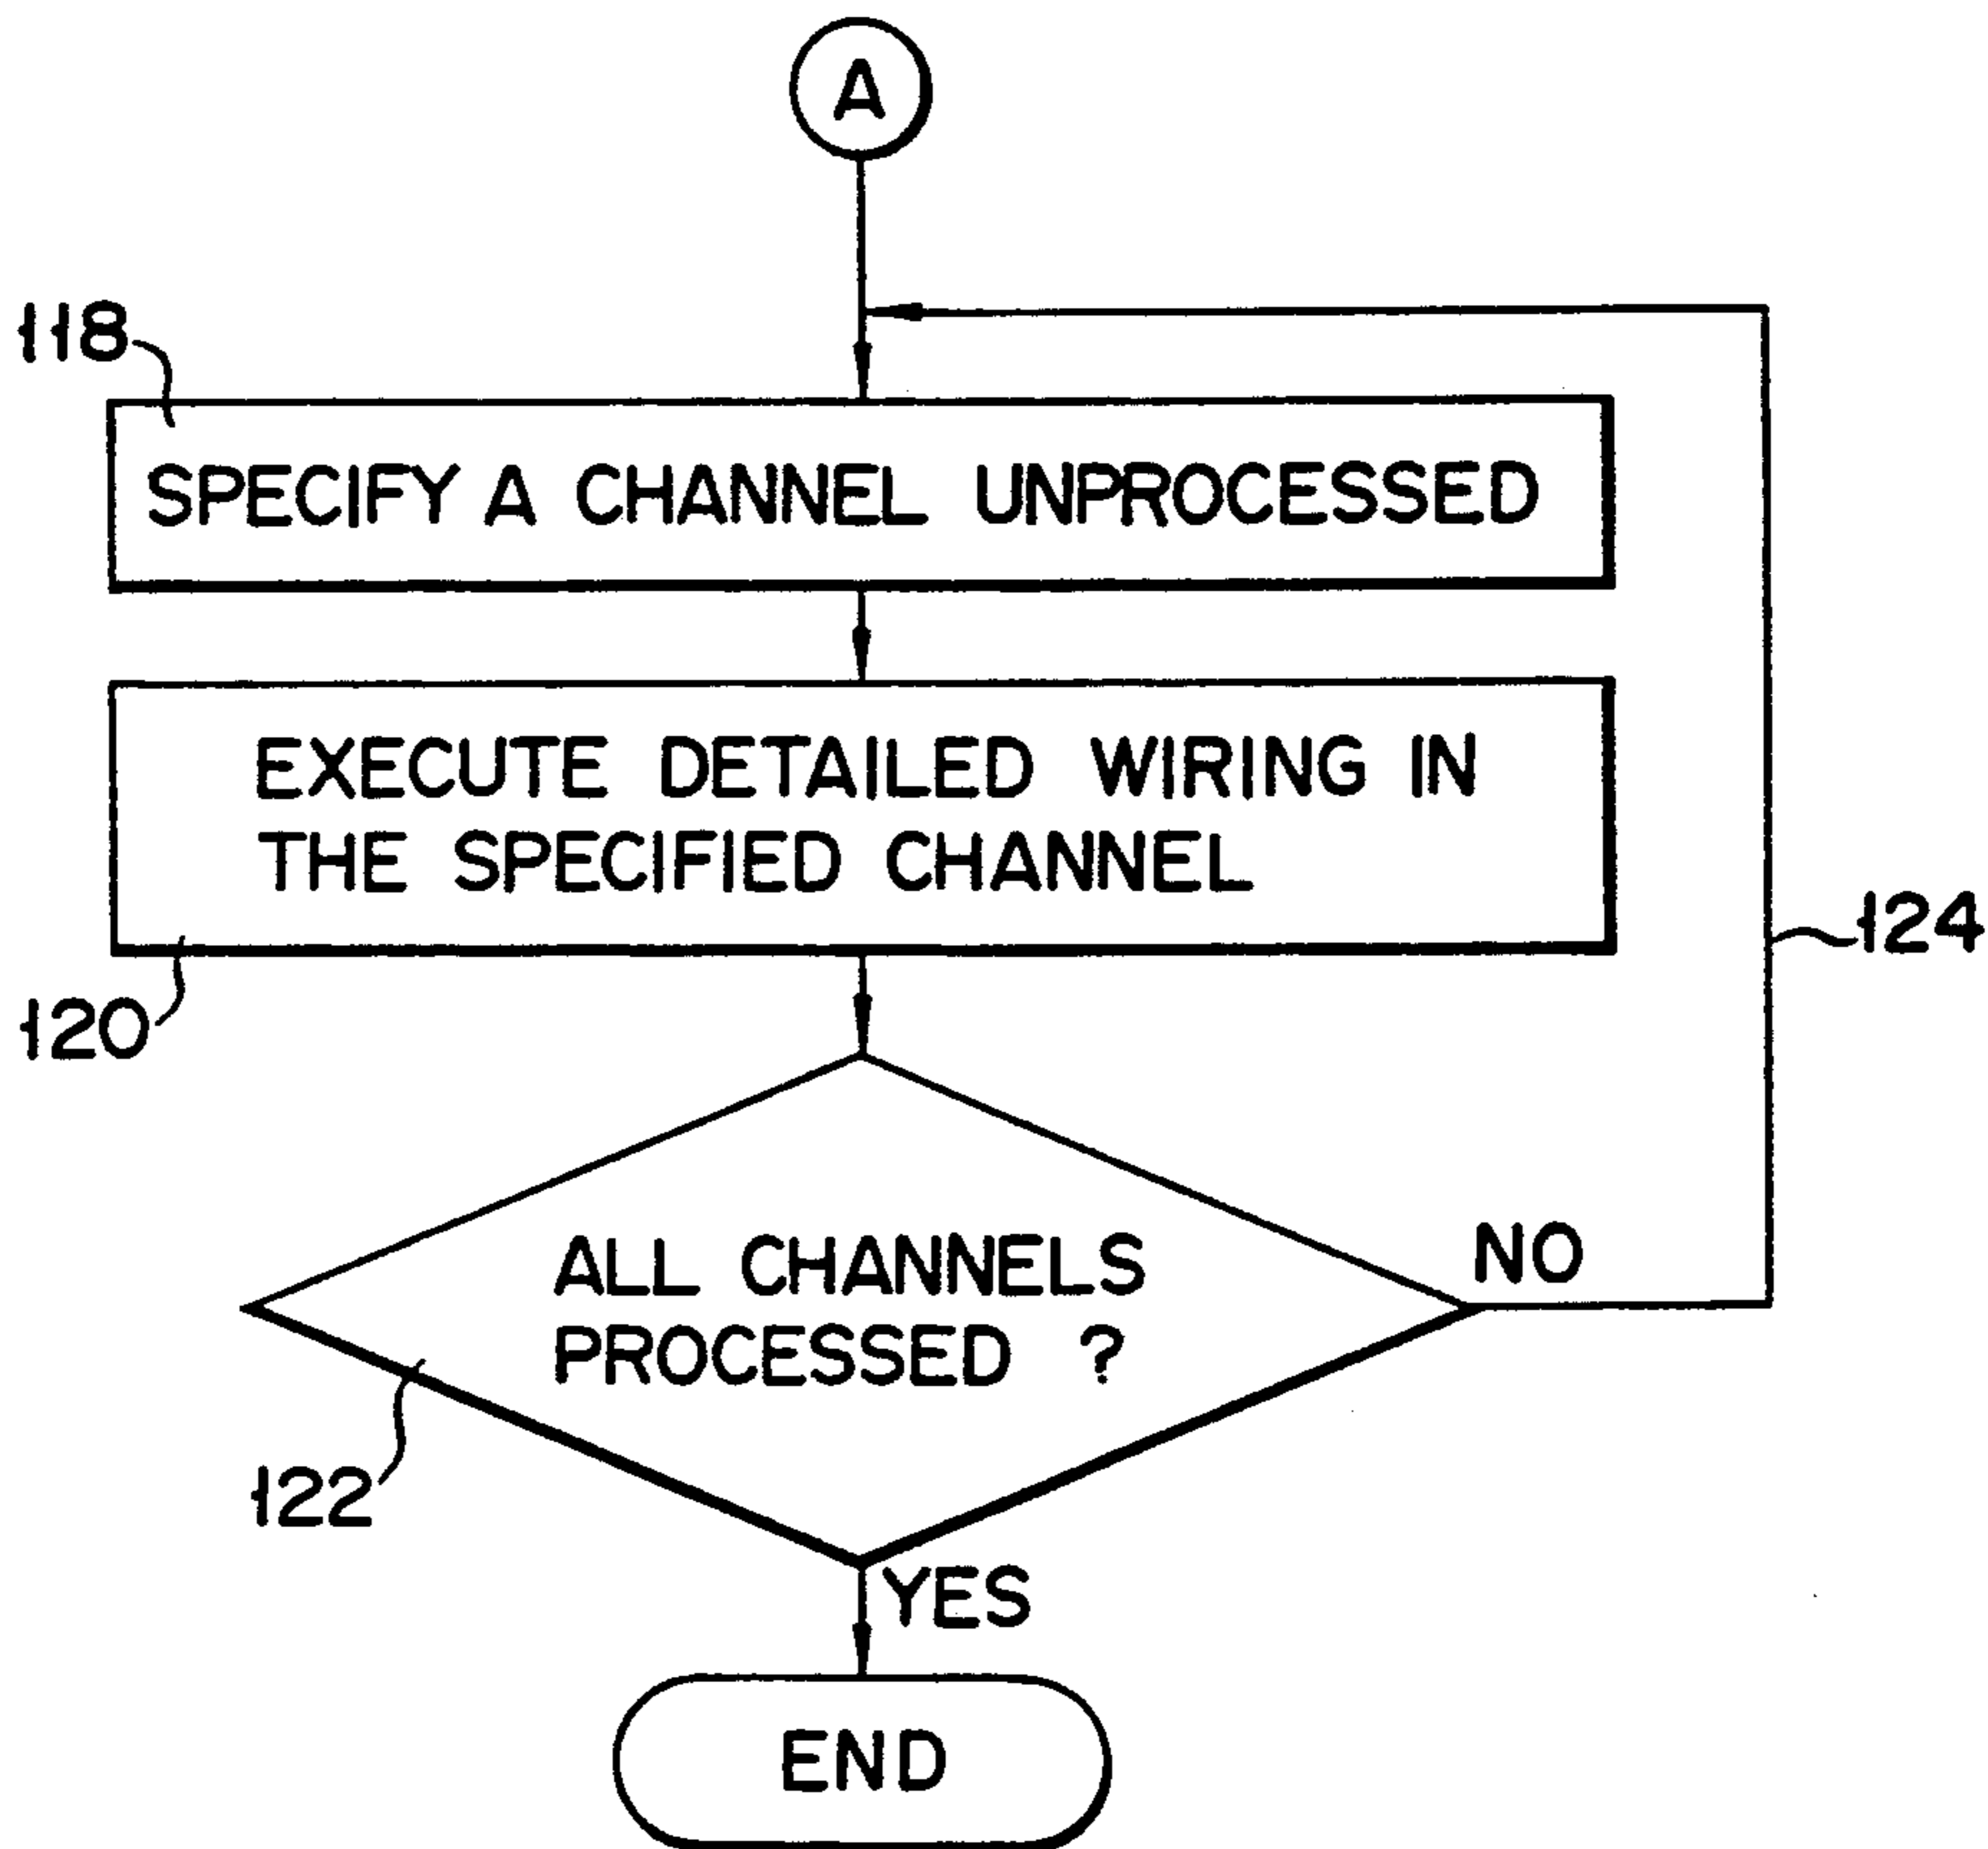 A
118
SPECIFY A CHANNEL UNPROCESSED
EXECUTE DETAILED WIRING IN
THE SPECIFIED CHANNEL
124
120
NO
ALL CHANNELS
PROCESSED ?
122
YES
END